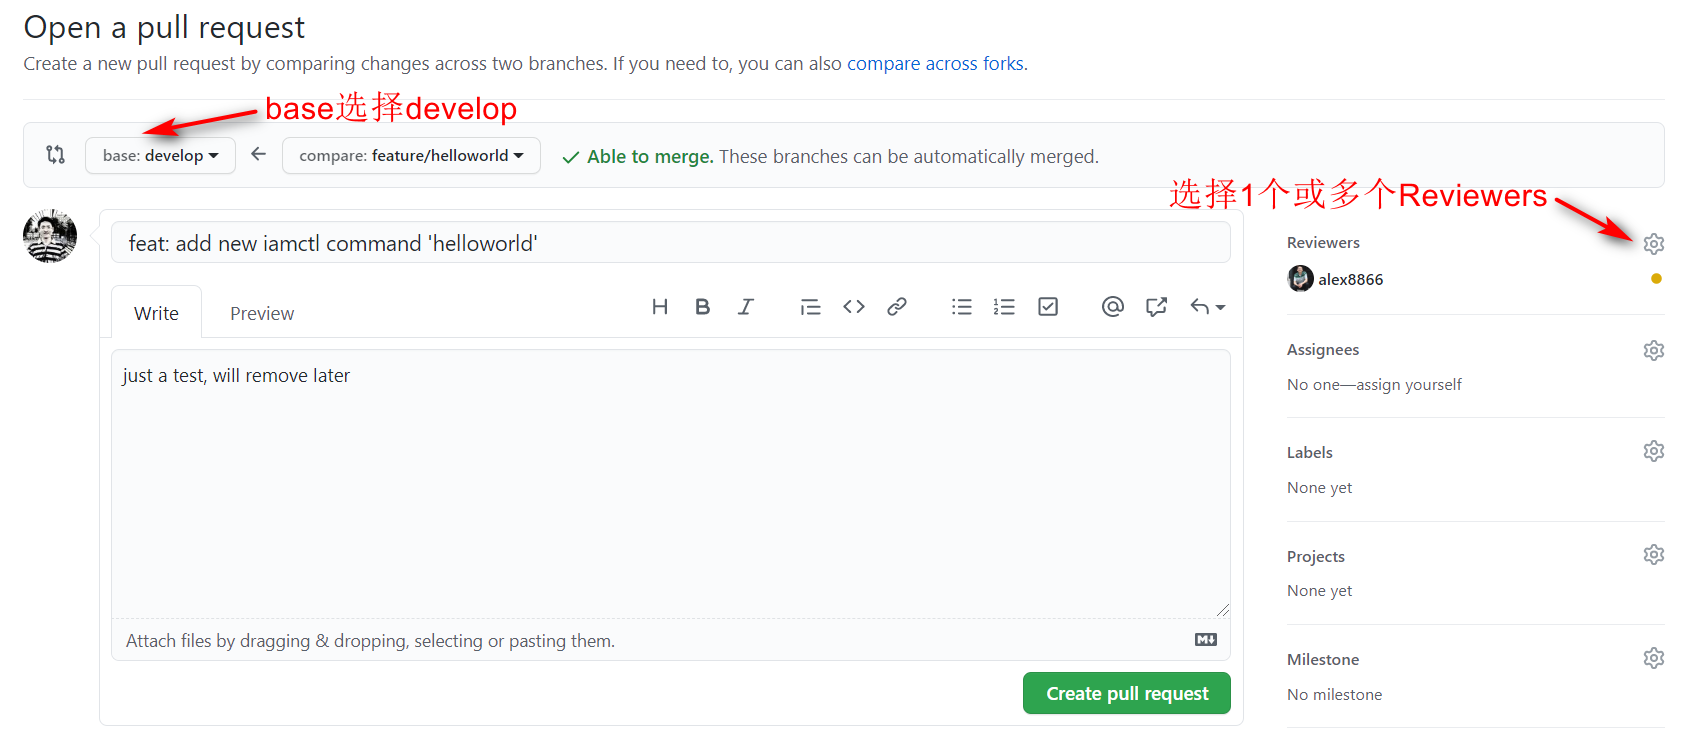 Open a pull request
Create a new pull request by comparing changes across two branches. If you need to, you can also compare across forks.
base选择develop
base: develop
compare: feature/helloworld
Able to merge. These branches can be automatically merged.
选择1个或多个Reviewers
feat: add new iamctl command 'helloworld'
Write
Preview
just a test, will remove later
Attach files by dragging & dropping, selecting or pasting them.
Create pull request
Reviewers
alex8866
Assignees
No one—assign yourself
Labels
None yet
Projects
None yet
Milestone
No milestone